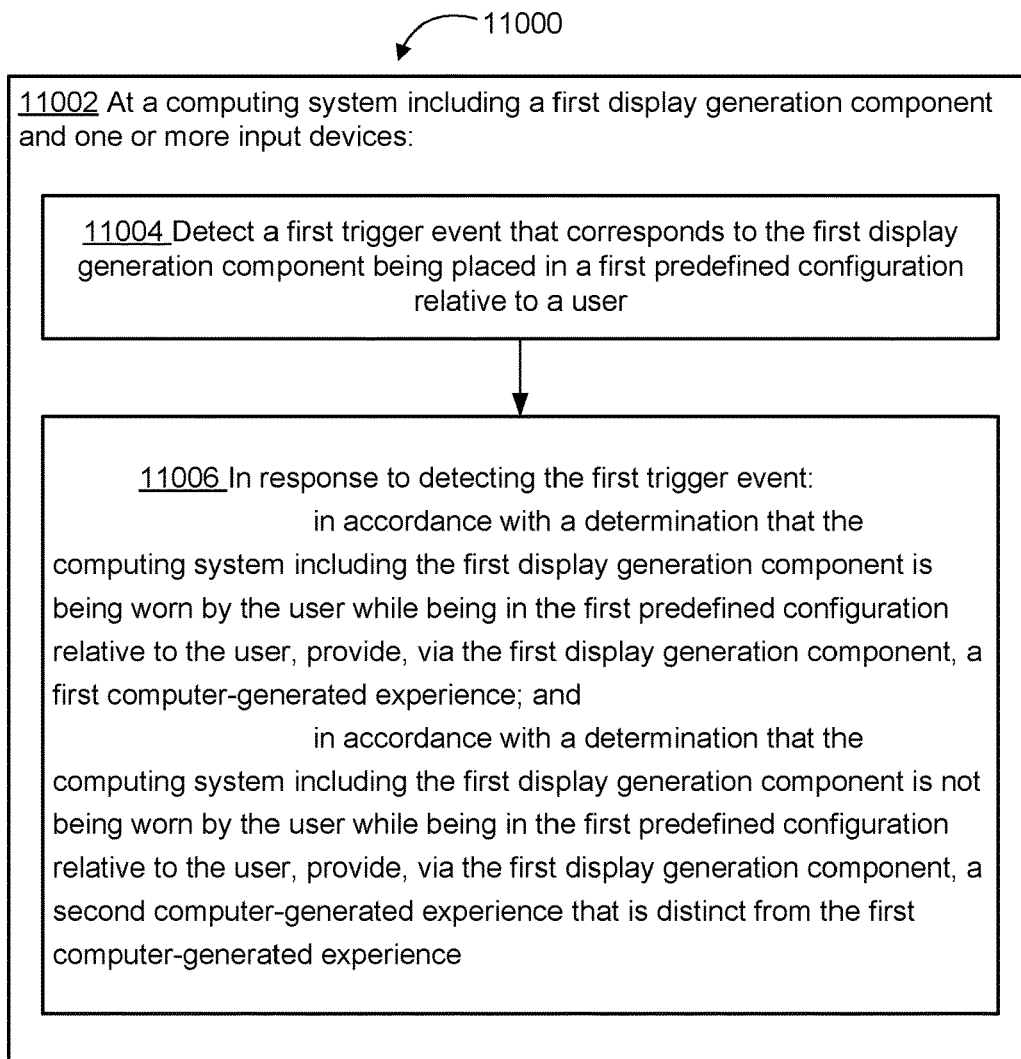 11000
11002 At a computing system including a first display generation component
and one or more input devices:
11004 Detect a first trigger event that corresponds to the first display
generation component being placed in a first predefined configuration
relative to a user
11006 In response to detecting the first trigger event:
in accordance with a determination that the
computing system including the first display generation component is
being worn by the user while being in the first predefined configuration
relative to the user, provide, via the first display generation component, a
first computer-generated experience; and
in accordance with a determination that the
computing system including the first display generation component is not
being worn by the user while being in the first predefined configuration
relative to the user, provide, via the first display generation component, a
second computer-generated experience that is distinct from the first
computer-generated experience